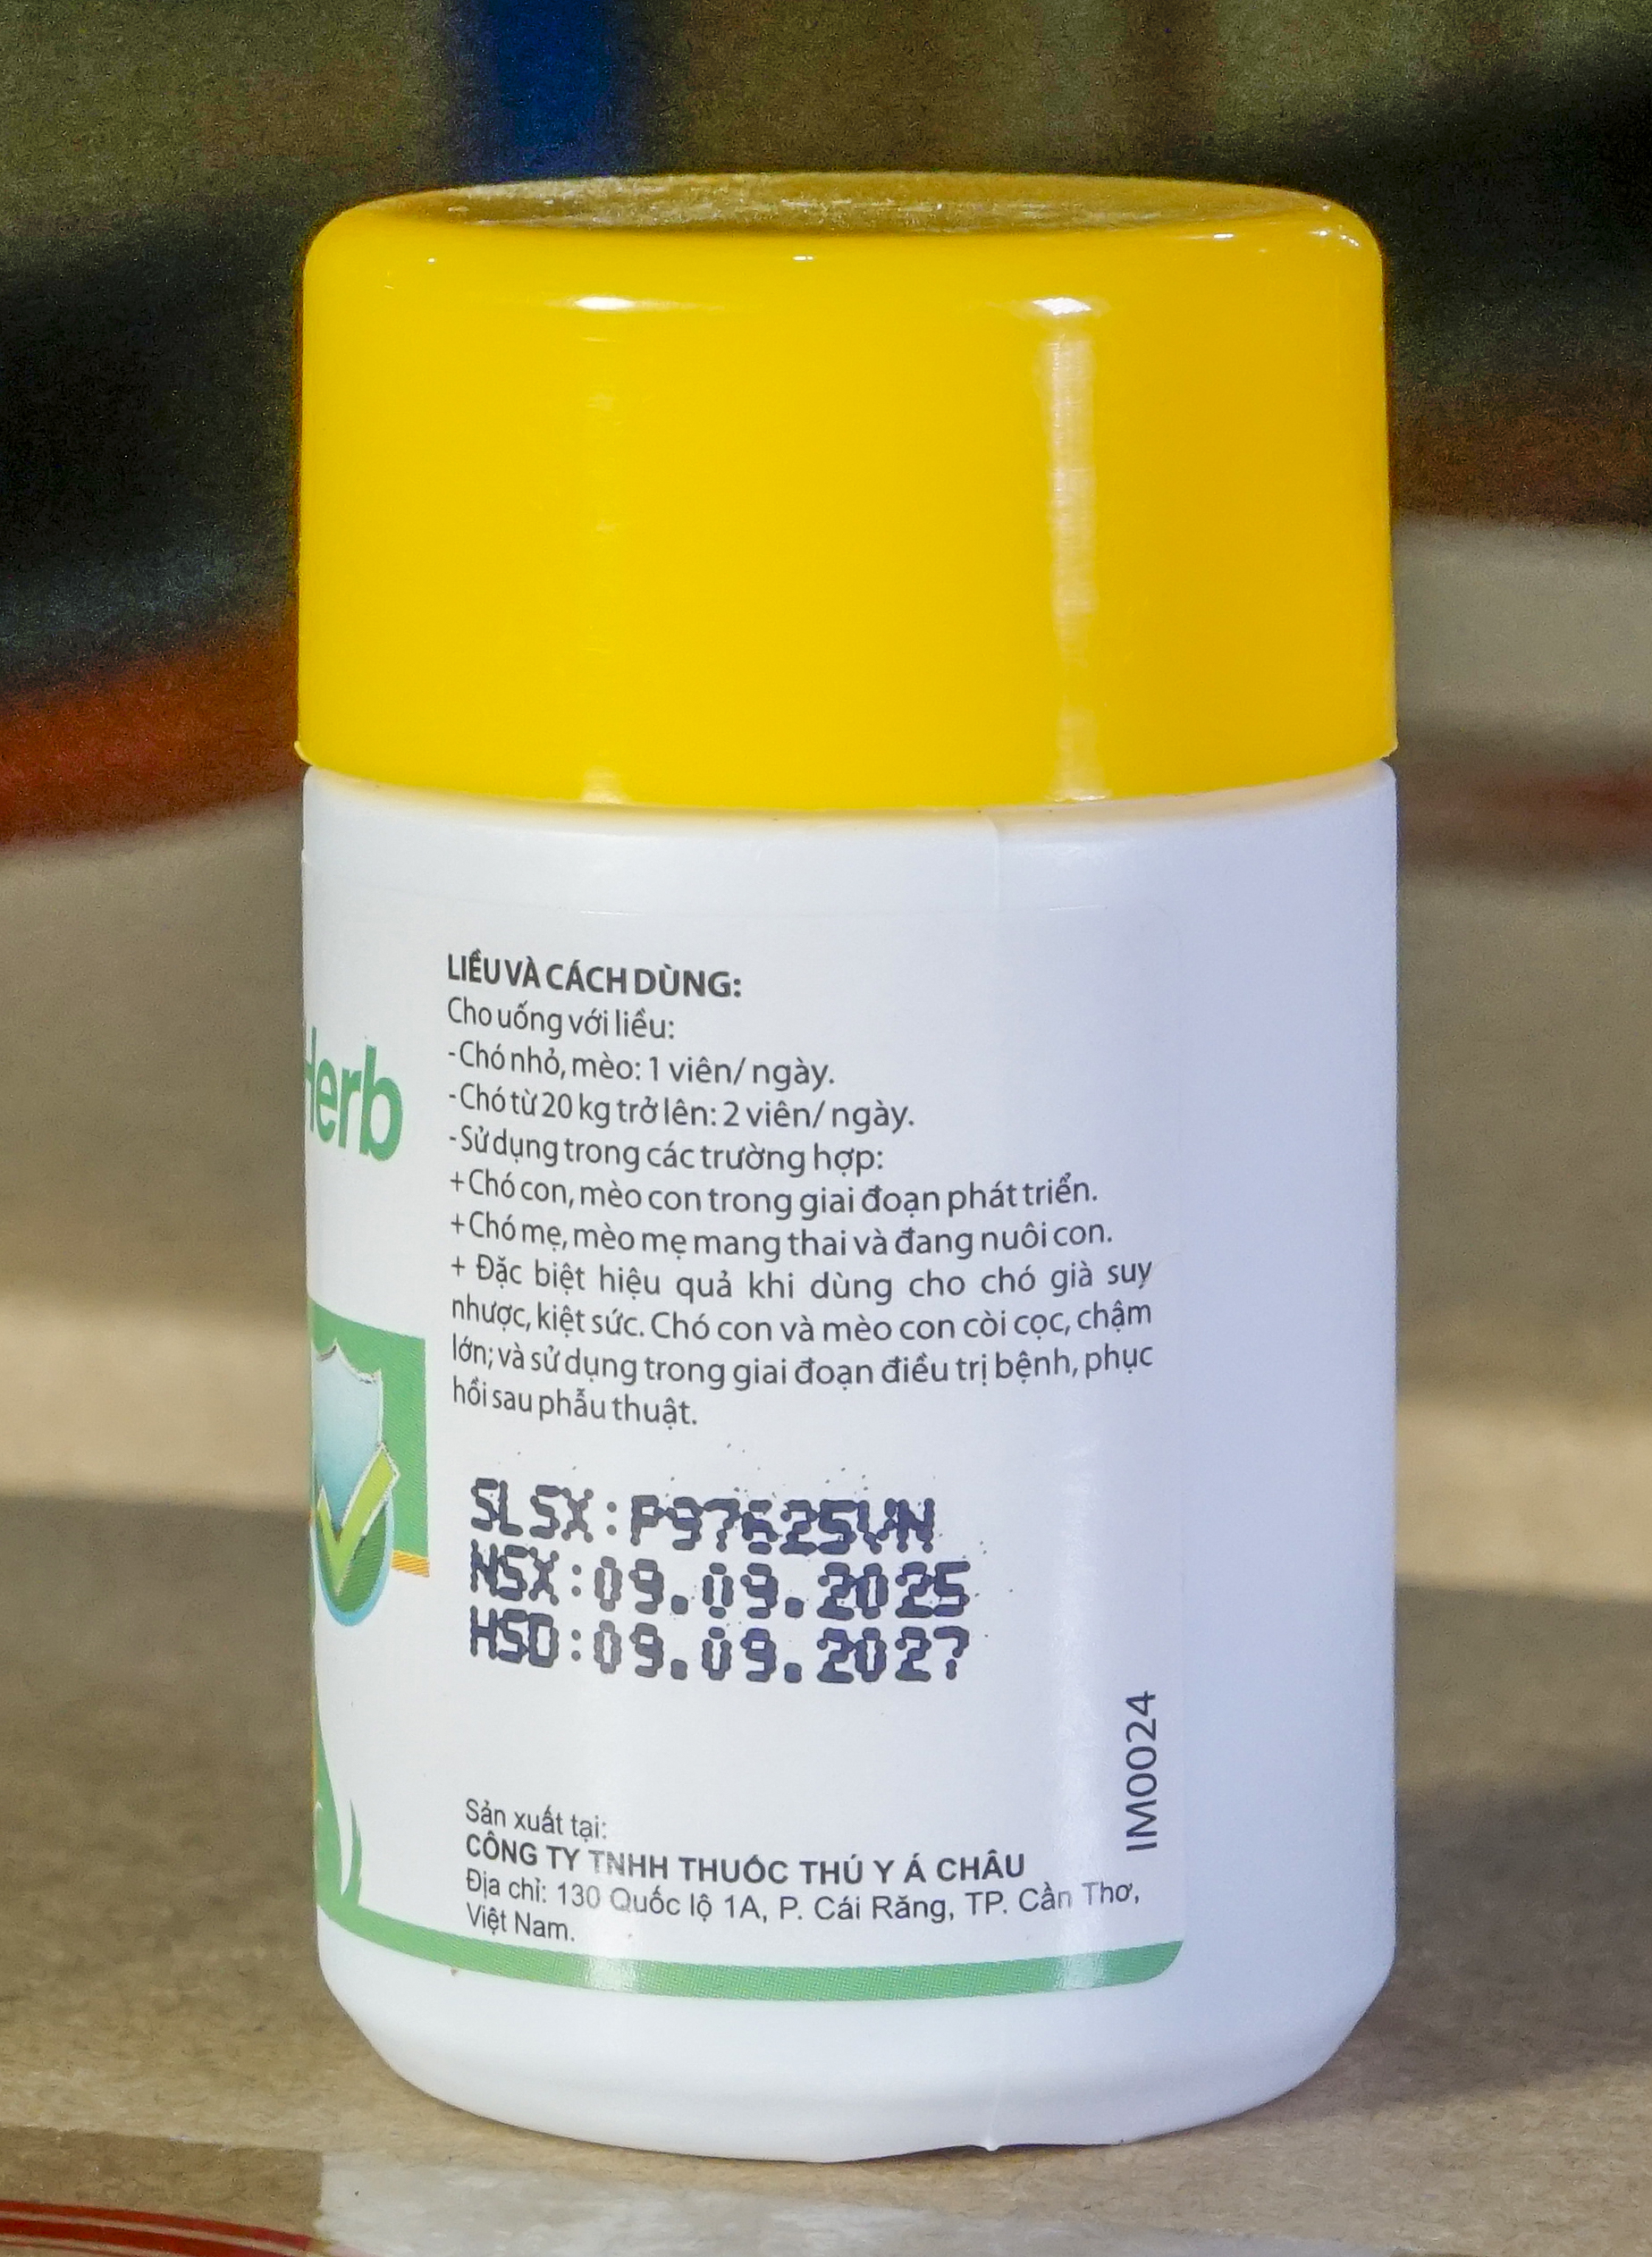 LIỀU VÀ CÁCH DÙNG:
Cho uống với liều:
- Chó nhỏ, mèo: 1 viên/ ngày.
- Chó từ 20 kg trở lên: 2 viên/ ngày.
- Sử dụng trong các trường hợp:
+ Chó con, mèo con trong giai đoạn phát triển.
+ Chó mẹ, mèo mẹ mang thai và đang nuôi con.
+ Đặc biệt hiệu quả khi dùng cho chó già suy
nhược, kiệt sức. Chó con và mèo con còi cọc, chậm
lớn; và sử dụng trong giai đoạn điều trị bệnh, phục
hồi sau phẫu thuật.
Herb
SLSX:P97625VN
NSX:09.09.2025
HSD:09.09.2027
IM0024
Sản xuất tại:
CÔNG TY TNHH THUỐC THÚ Y Á CHÂU
Địa chỉ: 130 Quốc lộ 1A, P. Cái Răng, TP. Cần Thơ,
Việt Nam.